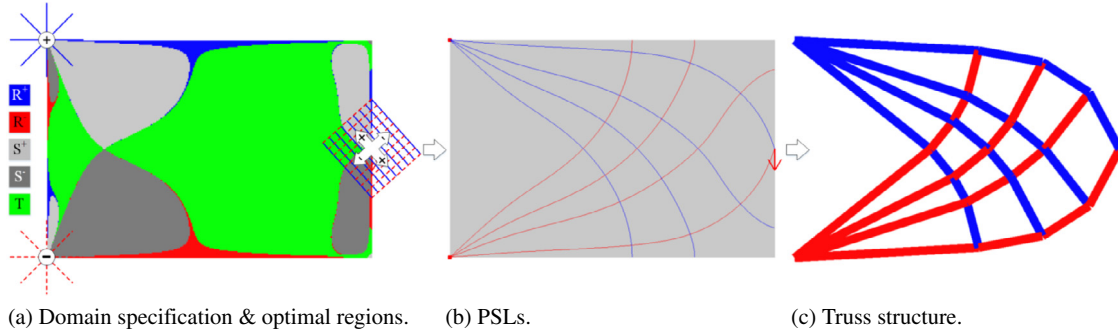 +
R⁺
R
S⁺
S⁻
T
−
(a) Domain specification & optimal regions.
(b) PSLs.
(c) Truss structure.